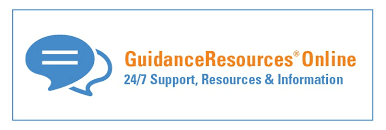 GuidanceResources® Online
24/7 Support, Resources & Information